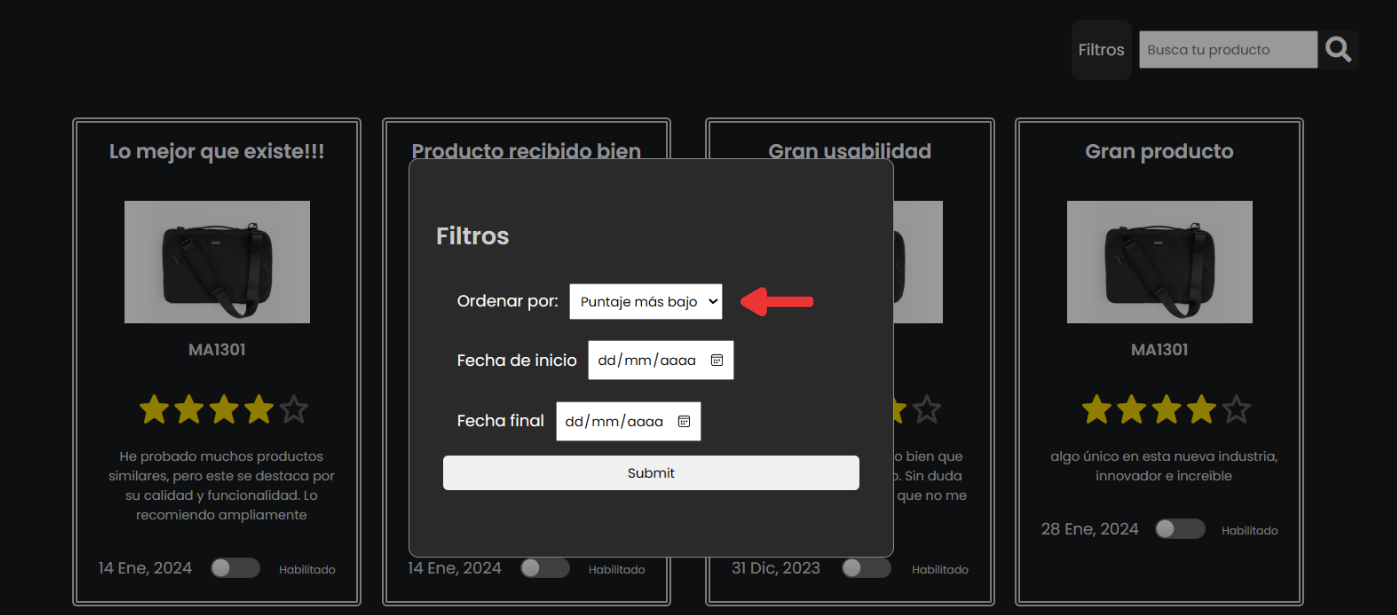 Filtros
Busca tu producto
Lo mejor que existe!!!
Producto recibido bien
Gran usabilidad
Gran producto
MA1301
MA1301
He probado muchos productos
similares, pero este se destaca por
su calidad y funcionalidad. Lo
recomiendo ampliamente
14 Ene, 2024
Habilitado
14 Ene, 2024
Habilitado
Filtros
Ordenar por:
Puntaje más bajo
Fecha de inicio
dd/mm/aaaa
Fecha final
dd/mm/aaaa
Submit
o bien que
. Sin duda
que no me
31 Dic, 2023
Habilitado
algo único en esta nueva industria,
innovador e increíble
28 Ene, 2024
Habilitado